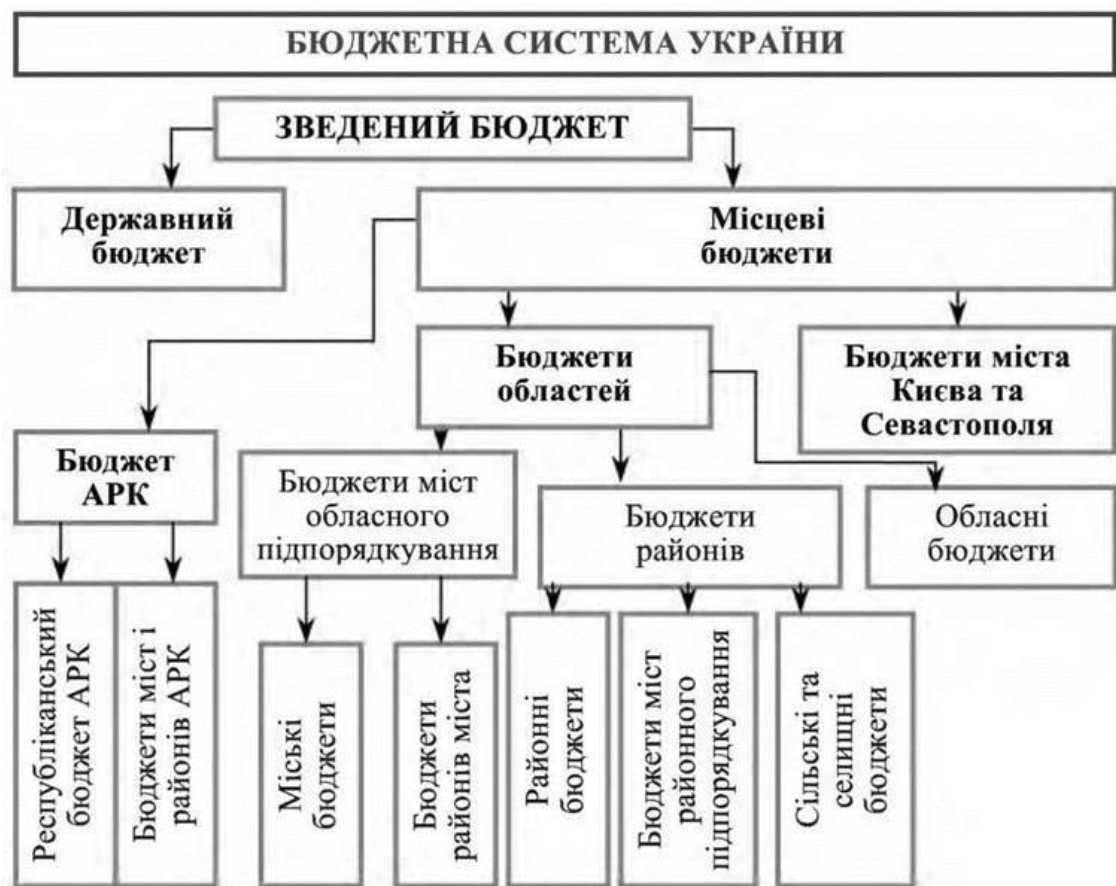 БЮДЖЕТНА СИСТЕМА УКРАЇНИ
ЗВЕДЕНИЙ БЮДЖЕТ
Державний
бюджет
Місцеві
бюджети
Бюджети
областей
Бюджети міста
Києва та
Севастополя
Бюджет
АРК
Бюджети міст
обласного
підпорядкування
Бюджети
районів
Обласні
бюджети
Республіканський
бюджет АРК
Бюджети міст і
районів АРК
Міські
бюджети
Бюджети
районів міста
Районні
бюджети
Бюджети міст
районного
підпорядкування
Сільські та
селищні
бюджети